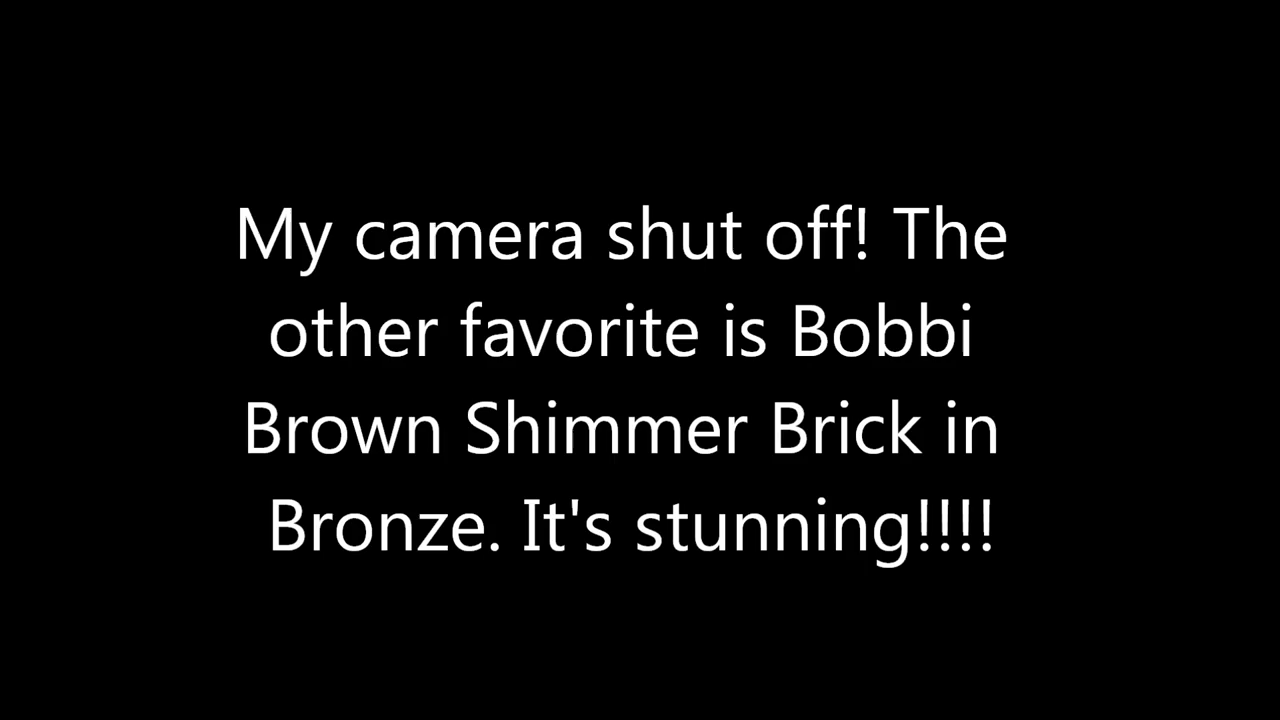 My camera shut off! The
other favorite is Bobbi
Brown Shimmer Brick in
Bronze. It's stunning!!!!